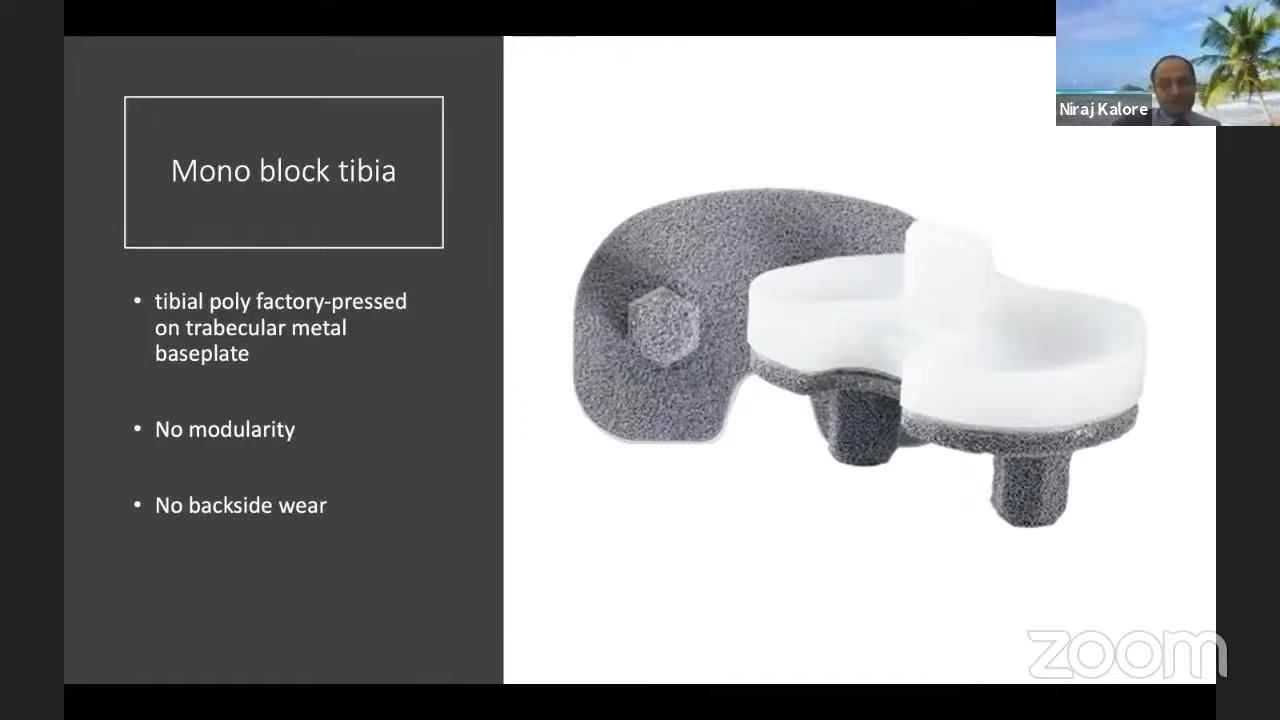 Niraj Kalore
Mono block tibia
• tibial poly factory-pressed
on trabecular metal
baseplate
• No modularity
• No backside wear
zoom